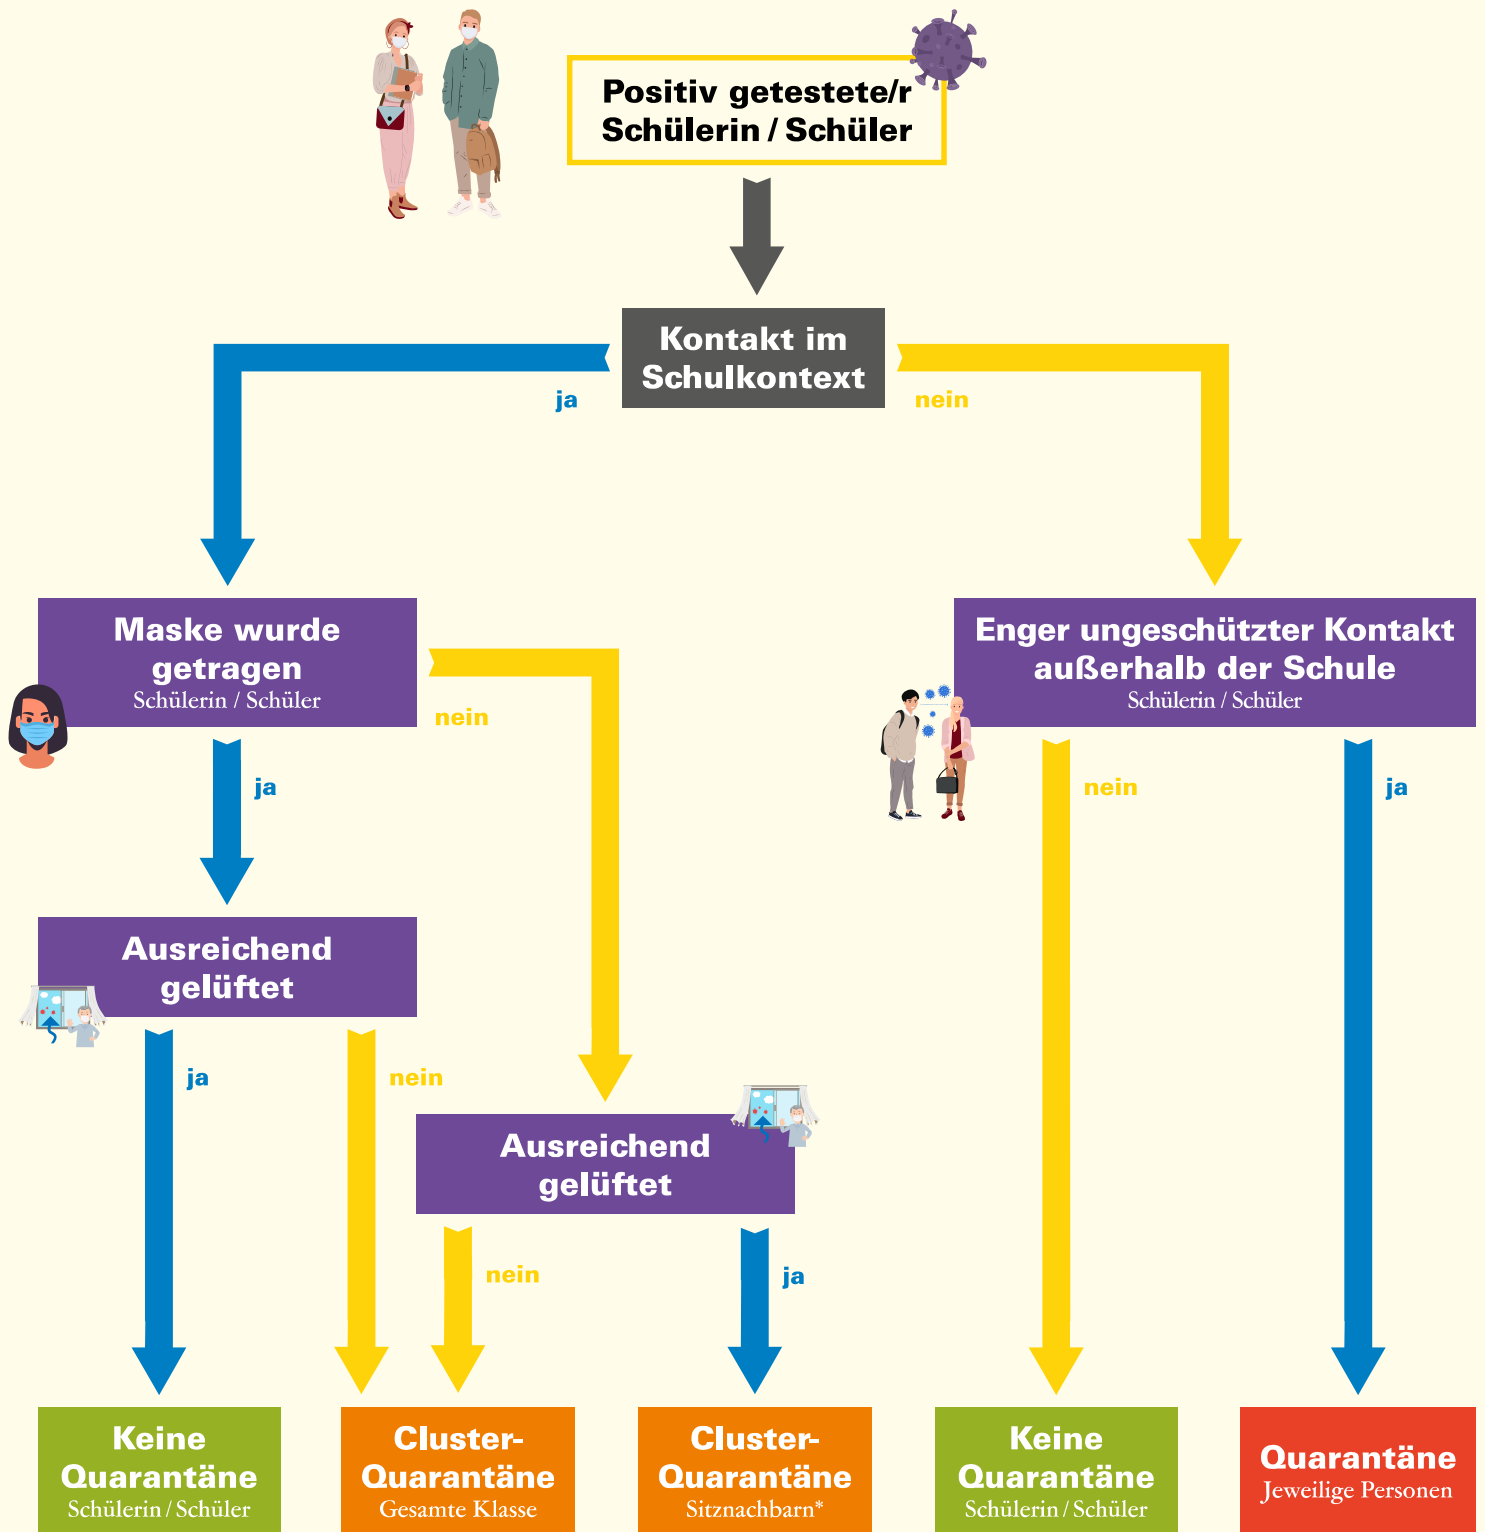 Positiv getestete/r
Schülerin / Schüler
Kontakt im
Schulkontext
ja
nein
Maske wurde
getragen
Schülerin / Schüler
nein
ja
Enger ungeschützter Kontakt
außerhalb der Schule
Schülerin / Schüler
nein
ja
Ausreichend
gelüftet
ja
nein
Ausreichend
gelüftet
nein
ja
Keine
Quarantäne
Schülerin / Schüler
Cluster-
Quarantäne
Gesamte Klasse
Cluster-
Quarantäne
Sitznachbarn*
Keine
Quarantäne
Schülerin / Schüler
Quarantäne
Jeweilige Personen